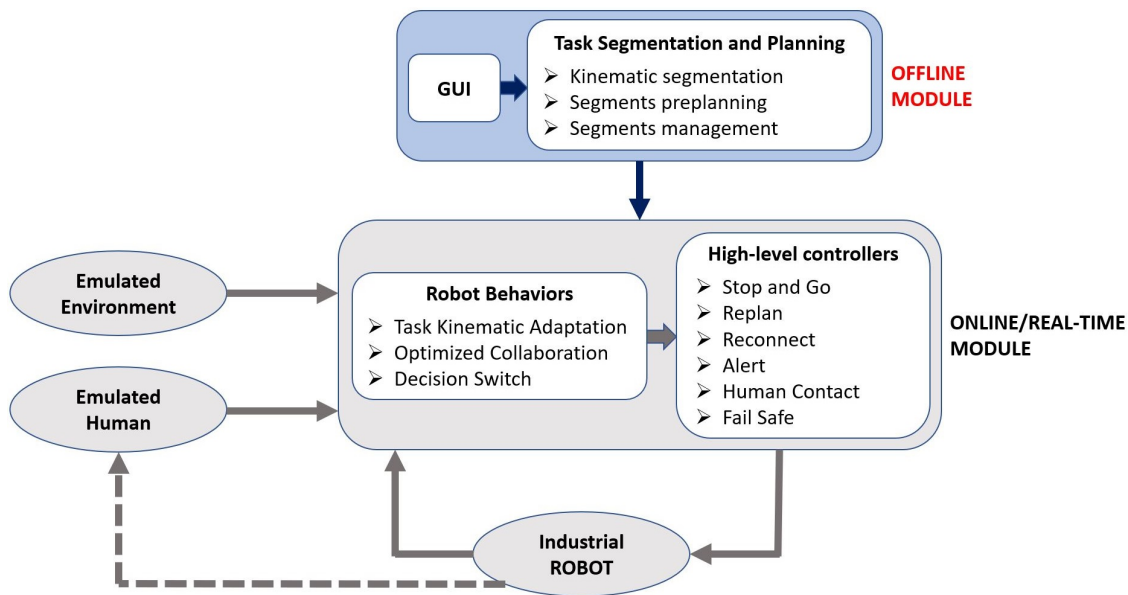 Task Segmentation and Planning
GUI
➢ Kinematic segmentation
➢ Segments preplanning
➢ Segments management
OFFLINE
MODULE
Emulated
Environment
Emulated
Human
Robot Behaviors
➢ Task Kinematic Adaptation
➢ Optimized Collaboration
➢ Decision Switch
High-level controllers
➢ Stop and Go
➢ Replan
➢ Reconnect
➢ Alert
➢ Human Contact
➢ Fail Safe
ONLINE/REAL-TIME
MODULE
Industrial
ROBOT